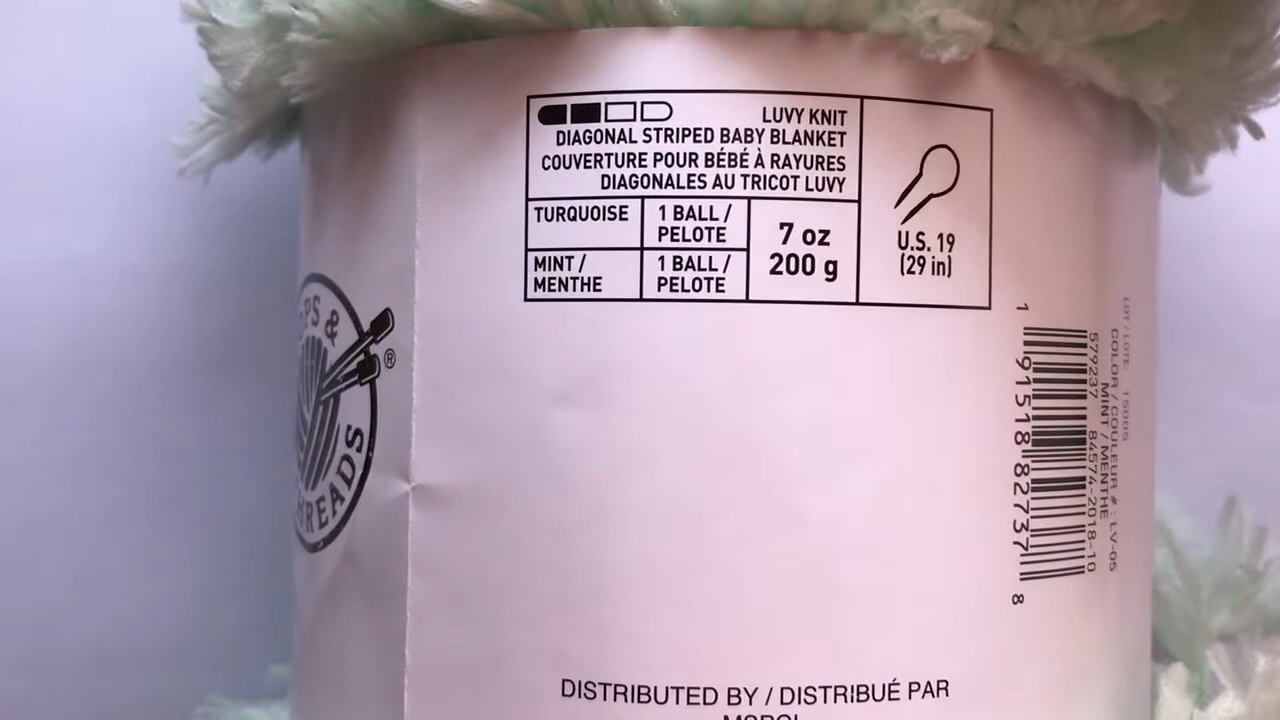 LUVY KNIT
DIAGONAL STRIPED BABY BLANKET
COUVERTURE POUR BÉBÉ À RAYURES
DIAGONALES AU TRICOT LUVY
TURQUOISE
1 BALL /
PELOTE
MINT /
MENTHE
1 BALL /
PELOTE
7 oz
200 g
U.S. 19
(29 in)
&
®
LOT / LOTE: 15005
COLOR / COULEUR # : LV-05
MINT / MENTHE
579237 84574-2018-10
1 91518 82737 8
DISTRIBUTED BY / DISTRIBUÉ PAR